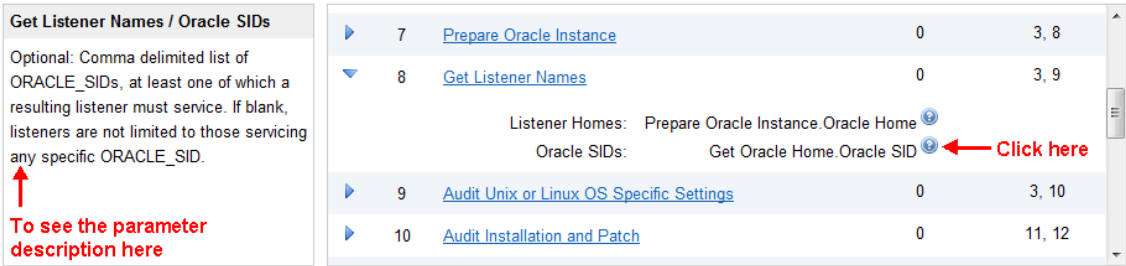 Get Listener Names / Oracle SIDs
Optional: Comma delimited list of
ORACLE_SIDs, at least one of which a
resulting listener must service. If blank,
listeners are not limited to those servicing
any specific ORACLE_SID.
To see the parameter
description here
7 Prepare Oracle Instance 0 3, 8
8 Get Listener Names 0 3, 9
Listener Homes: Prepare Oracle Instance.Oracle Home
Oracle SIDs: Get Oracle Home.Oracle SID Click here
9 Audit Unix or Linux OS Specific Settings 0 3, 10
10 Audit Installation and Patch 0 11, 12